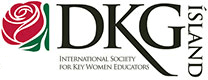 DKG
ÍSLAND
INTERNATIONAL SOCIETY
FOR KEY WOMEN EDUCATORS